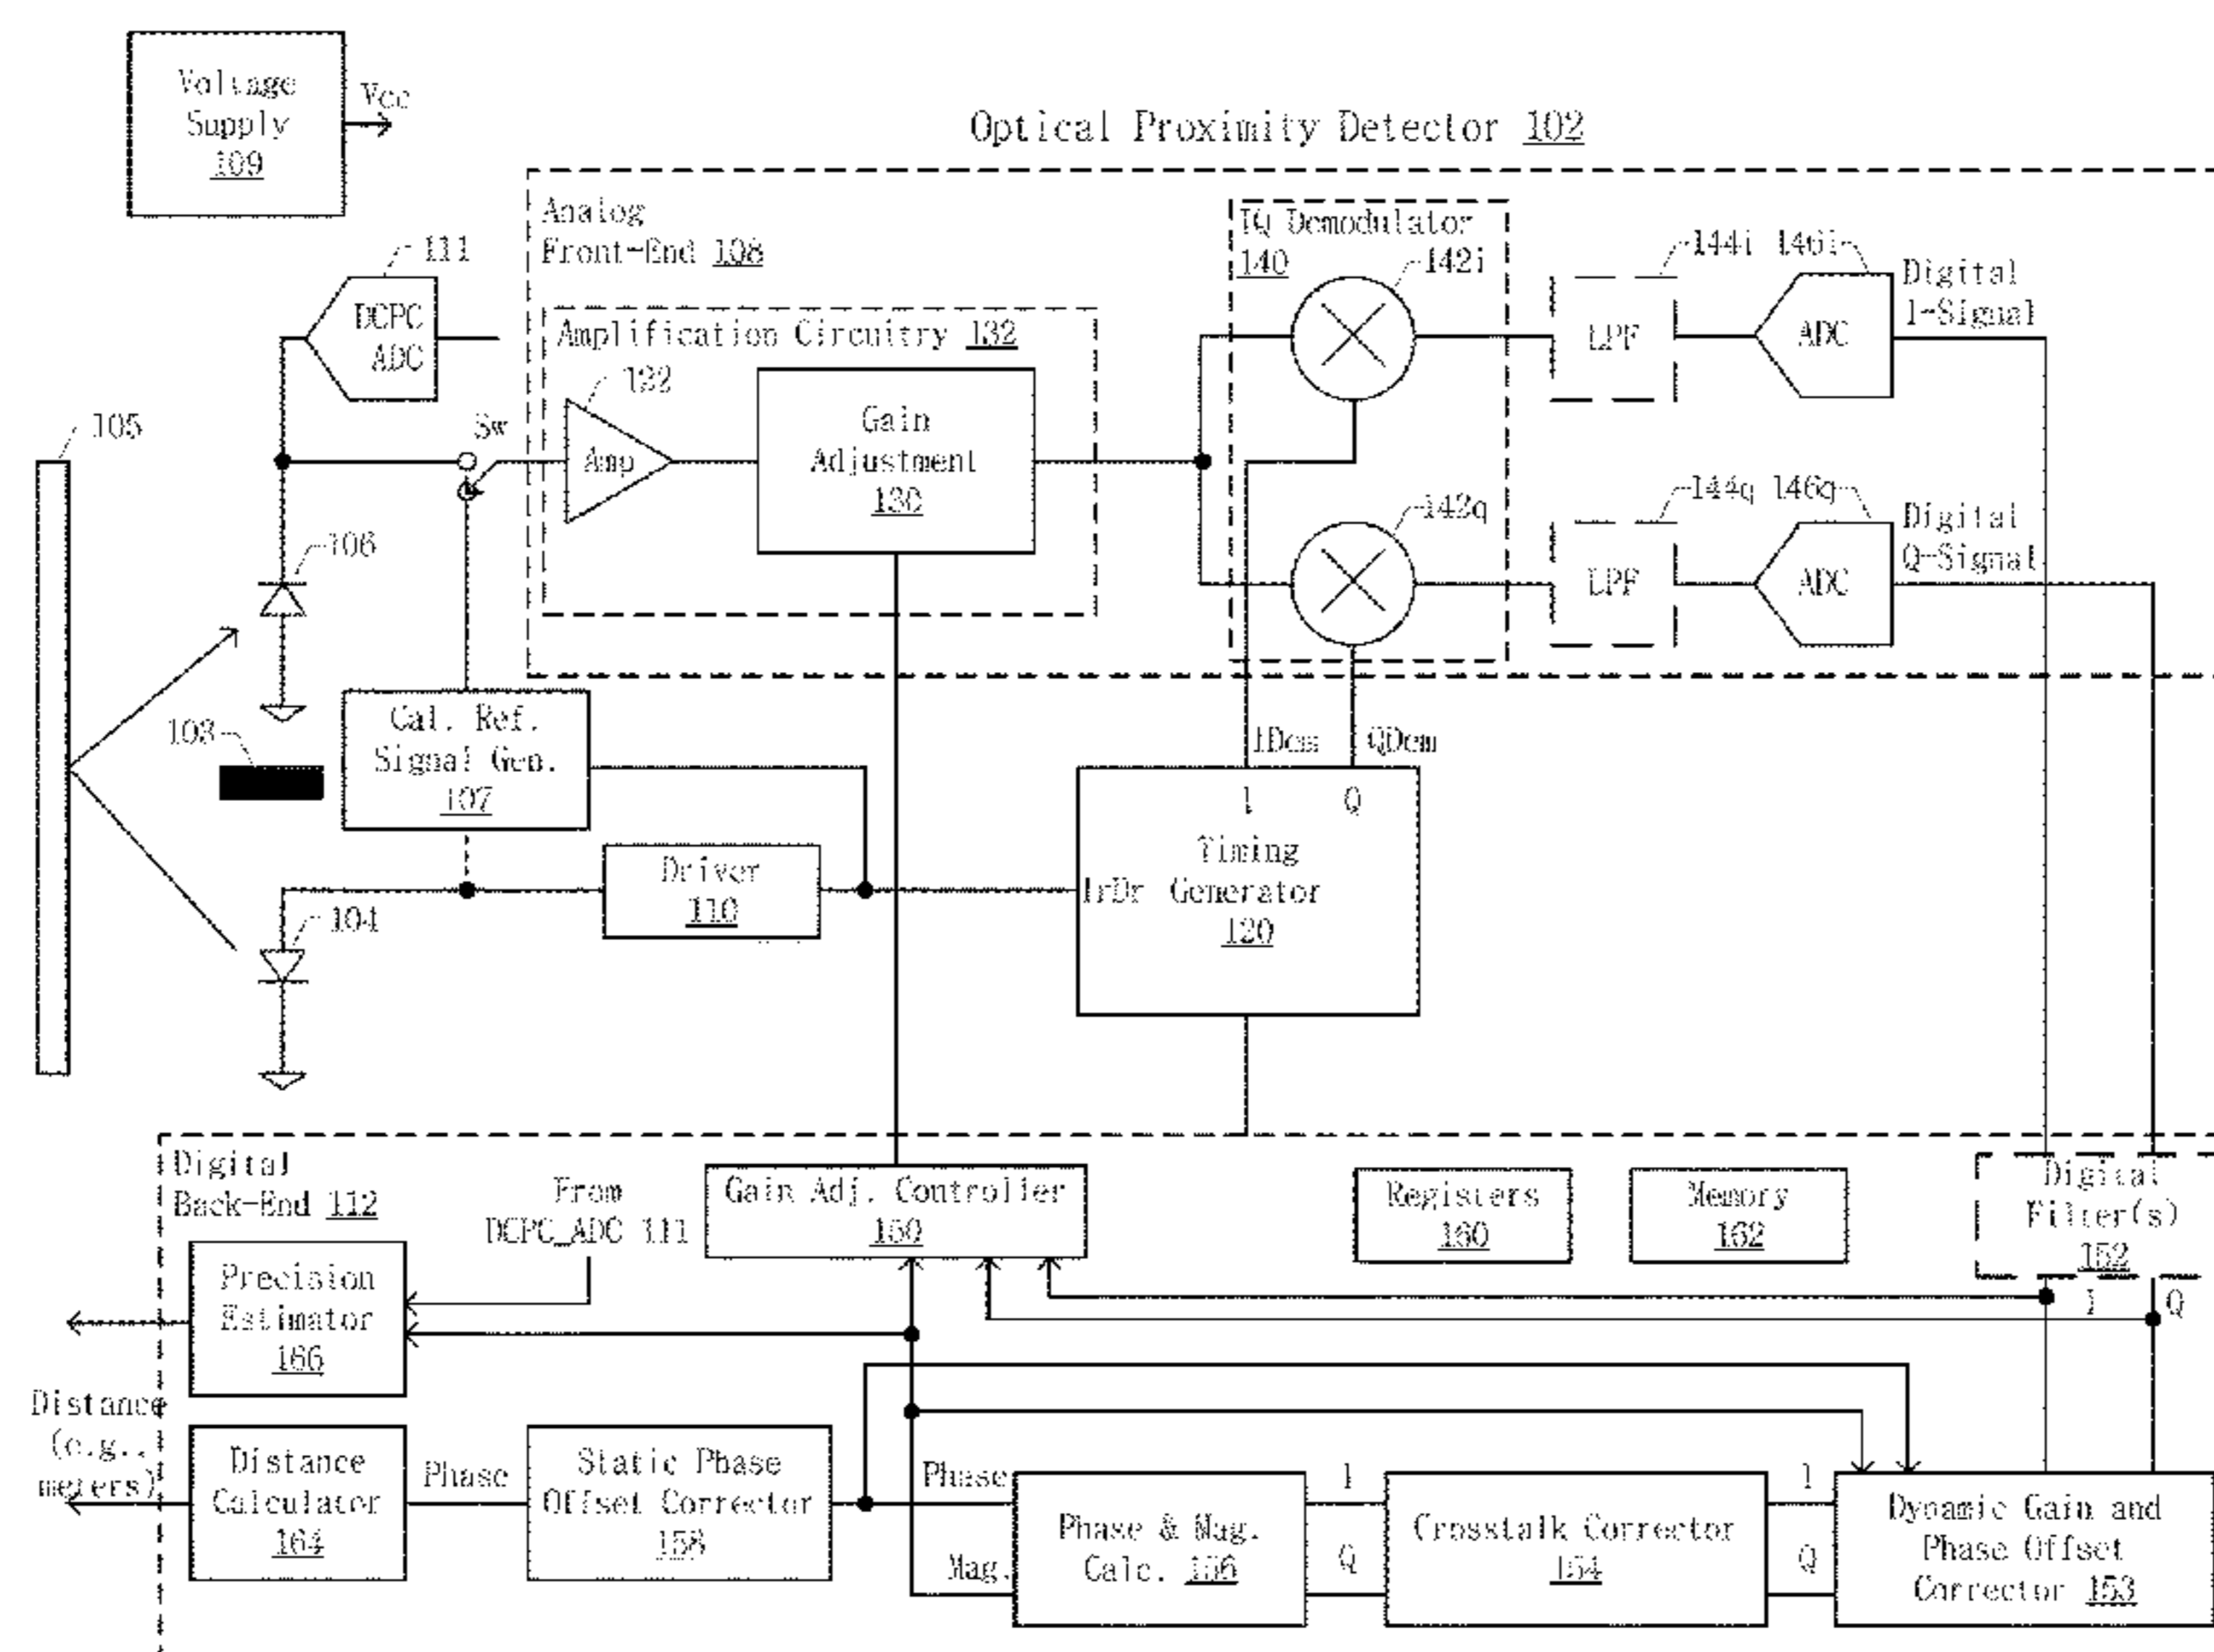 Voltage
Supply
109
Vcc
Optical Proximity Detector 102
Analog
Front-End 108
111
DCPC
ADC
Amplification Circuitry 132
122
Amp
Gain
Adjustment
130
Sw
105
106
IQ Demodulator
140
142i
142q
144i
146i
LPF
ADC
Digital
I-Signal
144q
146q
LPF
ADC
Digital
Q-Signal
103
Cal. Ref.
Signal Gen.
107
Driver
110
104
IDem
QDem
I
Q
IrDr
Timing
Generator
120
Digital
Back-End 112
From
DCPC_ADC 111
Gain Adj. Controller
150
Registers
160
Memory
162
Digital
Filter(s)
152
I
Q
Precision
Estimator
166
Distance
(e.g.,
meters)
Distance
Calculator
164
Phase
Static Phase
Offset Corrector
158
Phase
Mag.
Phase & Mag.
Calc. 156
I
Q
Crosstalk Corrector
154
I
Q
Dynamic Gain and
Phase Offset
Corrector 153